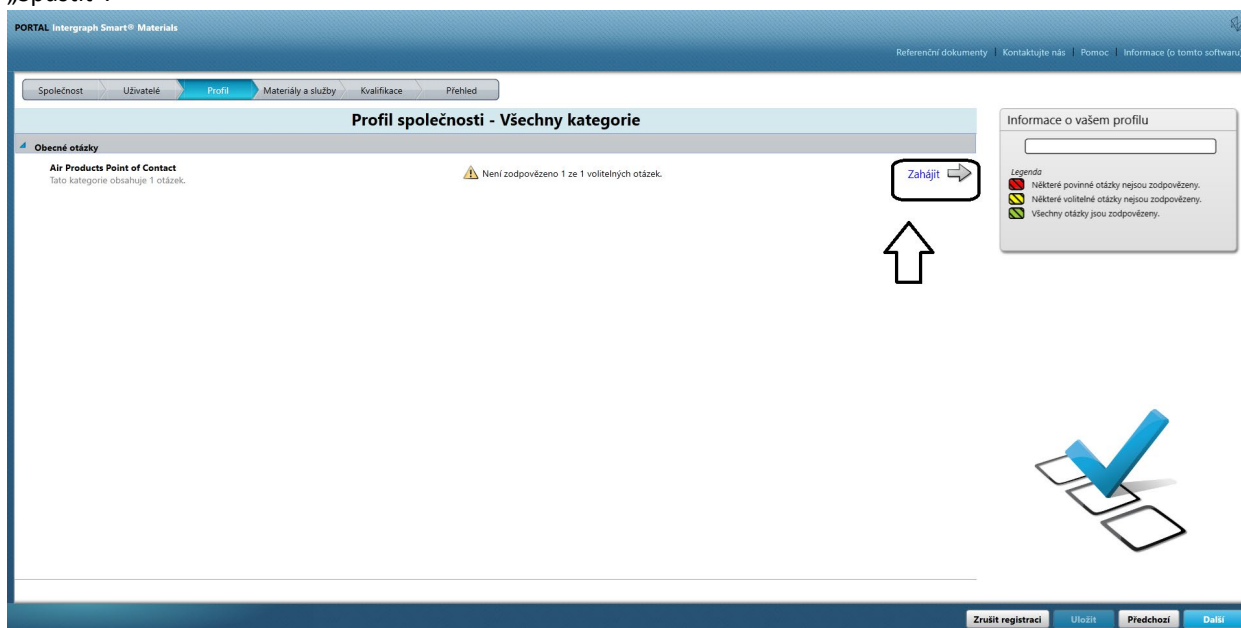 „Spustit“.
PORTAL Intergraph Smart® Materials
Referenční dokumenty | Kontaktujte nás | Pomoc | Informace (o tomto softwaru)
Společnost Uživatelé Profil Materiály a služby Kvalifikace Přehled
Profil společnosti - Všechny kategorie
Obecné otázky
Air Products Point of Contact
Tato kategorie obsahuje 1 otázek.
Není zodpovězeno 1 ze 1 volitelných otázek.
Zahájit
Informace o vašem profilu
Legenda
Některé povinné otázky nejsou zodpovězeny.
Některé volitelné otázky nejsou zodpovězeny.
Všechny otázky jsou zodpovězeny.
Zrušit registraci Uložit Předchozí Další